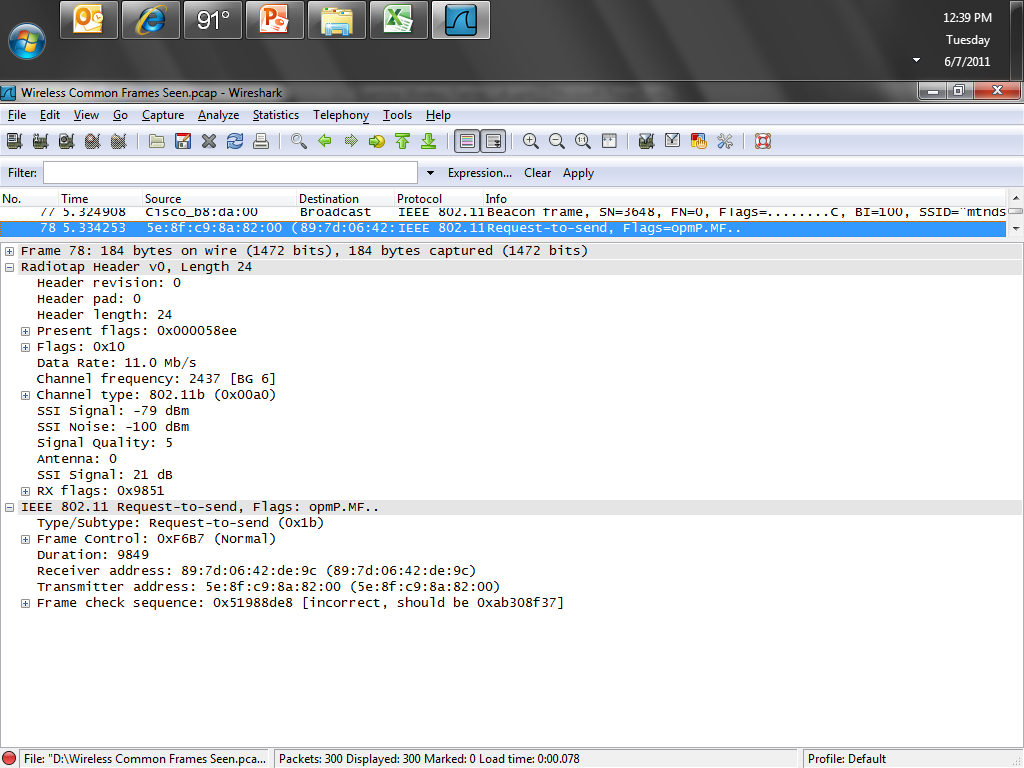 91°
12:39 PM
Tuesday
6/7/2011
Wireless Common Frames Seen.pcap - Wireshark
File Edit View Go Capture Analyze Statistics Telephony Tools Help
Filter: Expression... Clear Apply
No. Time Source Destination Protocol Info
77 5.324908 Cisco_b8:da:00 Broadcast IEEE 802.11 Beacon frame, SN=3648, FN=0, Flags=........C, BI=100, SSID="mtnds
78 5.334253 5e:8f:c9:8a:82:00 (89:7d:06:42: IEEE 802.11 Request-to-send, Flags=opmP.MF..
Frame 78: 184 bytes on wire (1472 bits), 184 bytes captured (1472 bits)
Radiotap Header v0, Length 24
Header revision: 0
Header pad: 0
Header length: 24
Present flags: 0x000058ee
Flags: 0x10
Data Rate: 11.0 Mb/s
Channel frequency: 2437 [BG 6]
Channel type: 802.11b (0x00a0)
SSI Signal: -79 dBm
SSI Noise: -100 dBm
Signal Quality: 5
Antenna: 0
SSI Signal: 21 dB
RX flags: 0x9851
IEEE 802.11 Request-to-send, Flags: opmP.MF..
Type/Subtype: Request-to-send (0x1b)
Frame Control: 0xF6B7 (Normal)
Duration: 9849
Receiver address: 89:7d:06:42:de:9c (89:7d:06:42:de:9c)
Transmitter address: 5e:8f:c9:8a:82:00 (5e:8f:c9:8a:82:00)
Frame check sequence: 0x51988de8 [incorrect, should be 0xab308f37]
File: "D:\Wireless Common Frames Seen.pca... Packets: 300 Displayed: 300 Marked: 0 Load time: 0:00.078 Profile: Default